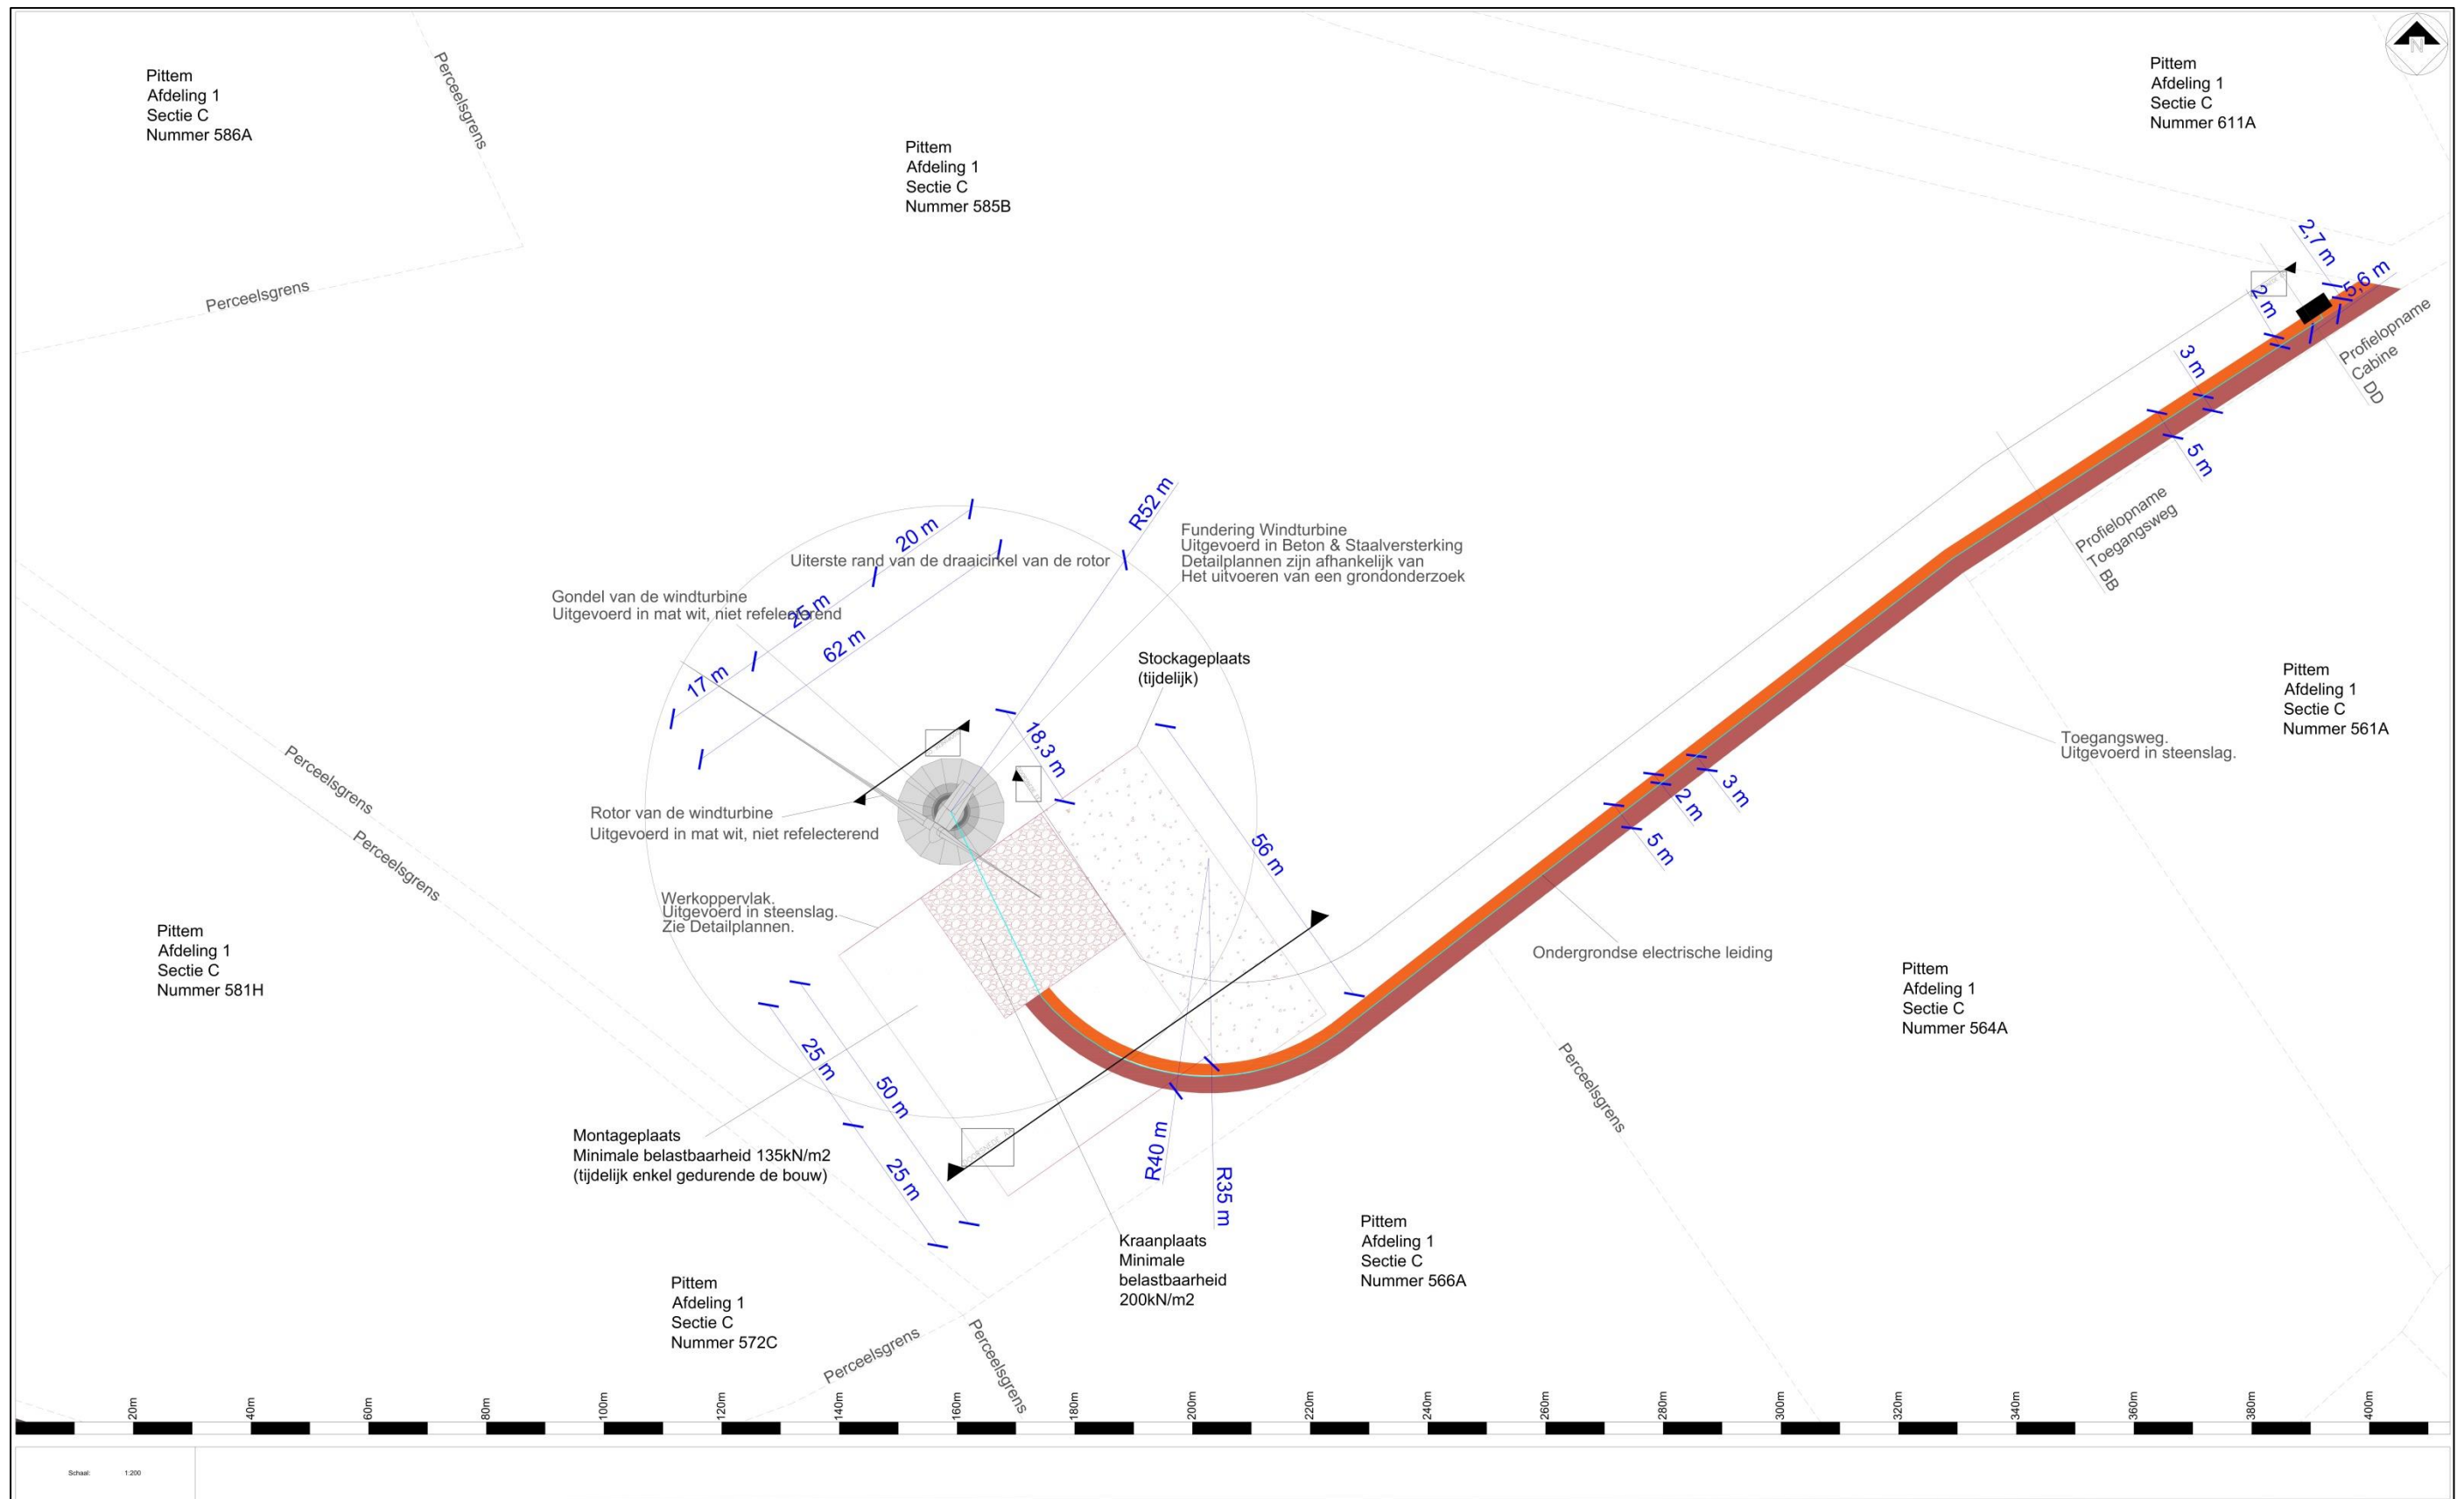 Pittem
Afdeling 1
Sectie C
Nummer 586A
Perceelsgrens
Perceelsgrens
Pittem
Afdeling 1
Sectie C
Nummer 585B
Pittem
Afdeling 1
Sectie C
Nummer 611A
N
2,7 m
5,6 m
2 m
3 m
5 m
Profielopname
Cabine
DD
Profielopname
Toegangsweg
BB
R52 m
20 m
Uiterste rand van de draaicirkel van de rotor
Fundering Windturbine
Uitgevoerd in Beton & Staalversterking
Detailplannen zijn afhankelijk van
Het uitvoeren van een grondonderzoek
Gondel van de windturbine
Uitgevoerd in mat wit, niet refelecterend
25 m
62 m
17 m
Stockageplaats
(tijdelijk)
18,3 m
56 m
Pittem
Afdeling 1
Sectie C
Nummer 561A
Toegangsweg.
Uitgevoerd in steenslag.
3 m
2 m
5 m
Perceelsgrens
Perceelsgrens
Rotor van de windturbine
Uitgevoerd in mat wit, niet refelecterend
Werkoppervlak.
Uitgevoerd in steenslag.
Zie Detailplannen.
Pittem
Afdeling 1
Sectie C
Nummer 581H
Ondergrondse electrische leiding
Pittem
Afdeling 1
Sectie C
Nummer 564A
25 m
50 m
25 m
Perceelsgrens
Montageplaats
Minimale belastbaarheid 135kN/m2
(tijdelijk enkel gedurende de bouw)
R40 m
R35 m
Kraanplaats
Minimale
belastbaarheid
200kN/m2
Pittem
Afdeling 1
Sectie C
Nummer 566A
Pittem
Afdeling 1
Sectie C
Nummer 572C
Perceelsgrens
Perceelsgrens
20m
40m
60m
80m
100m
120m
140m
160m
180m
200m
220m
240m
260m
280m
300m
320m
340m
360m
380m
400m
Schaal: 1:200